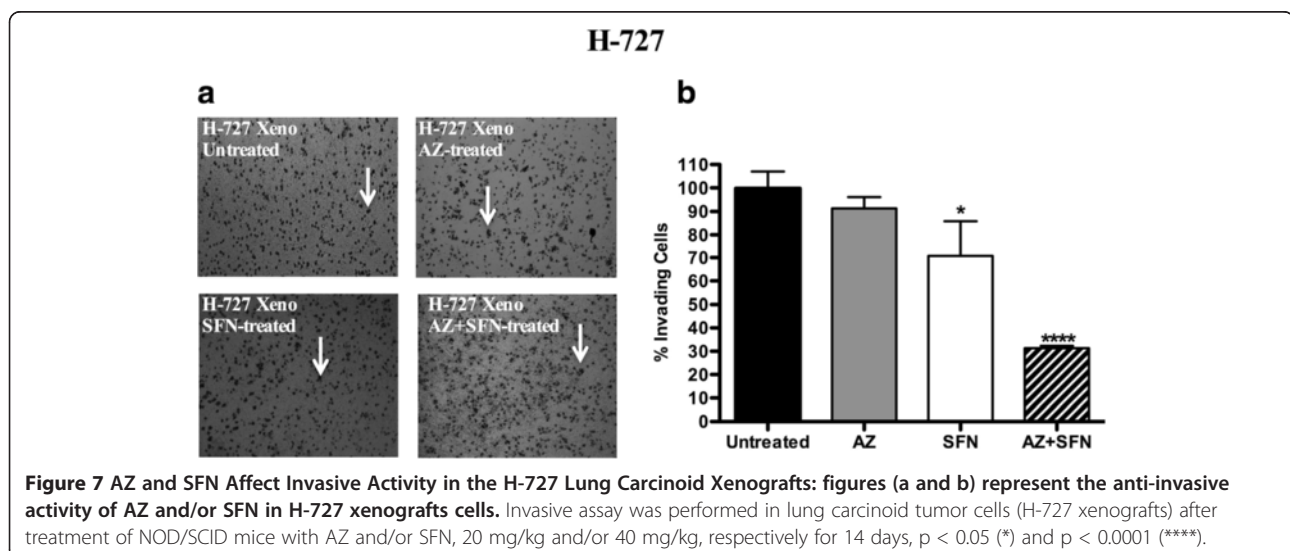 H-727
a
H-727 Xeno
Untreated
H-727 Xeno
AZ-treated
H-727 Xeno
SFN-treated
H-727 Xeno
AZ+SFN-treated
b
% Invading Cells
110
100
90
80
70
60
50
40
30
20
10
0
*
****
Untreated
AZ
SFN
AZ+SFN
Figure 7 AZ and SFN Affect Invasive Activity in the H-727 Lung Carcinoid Xenografts: figures (a and b) represent the anti-invasive
activity of AZ and/or SFN in H-727 xenografts cells. Invasive assay was performed in lung carcinoid tumor cells (H-727 xenografts) after
treatment of NOD/SCID mice with AZ and/or SFN, 20 mg/kg and/or 40 mg/kg, respectively for 14 days, p < 0.05 (*) and p < 0.0001 (****).